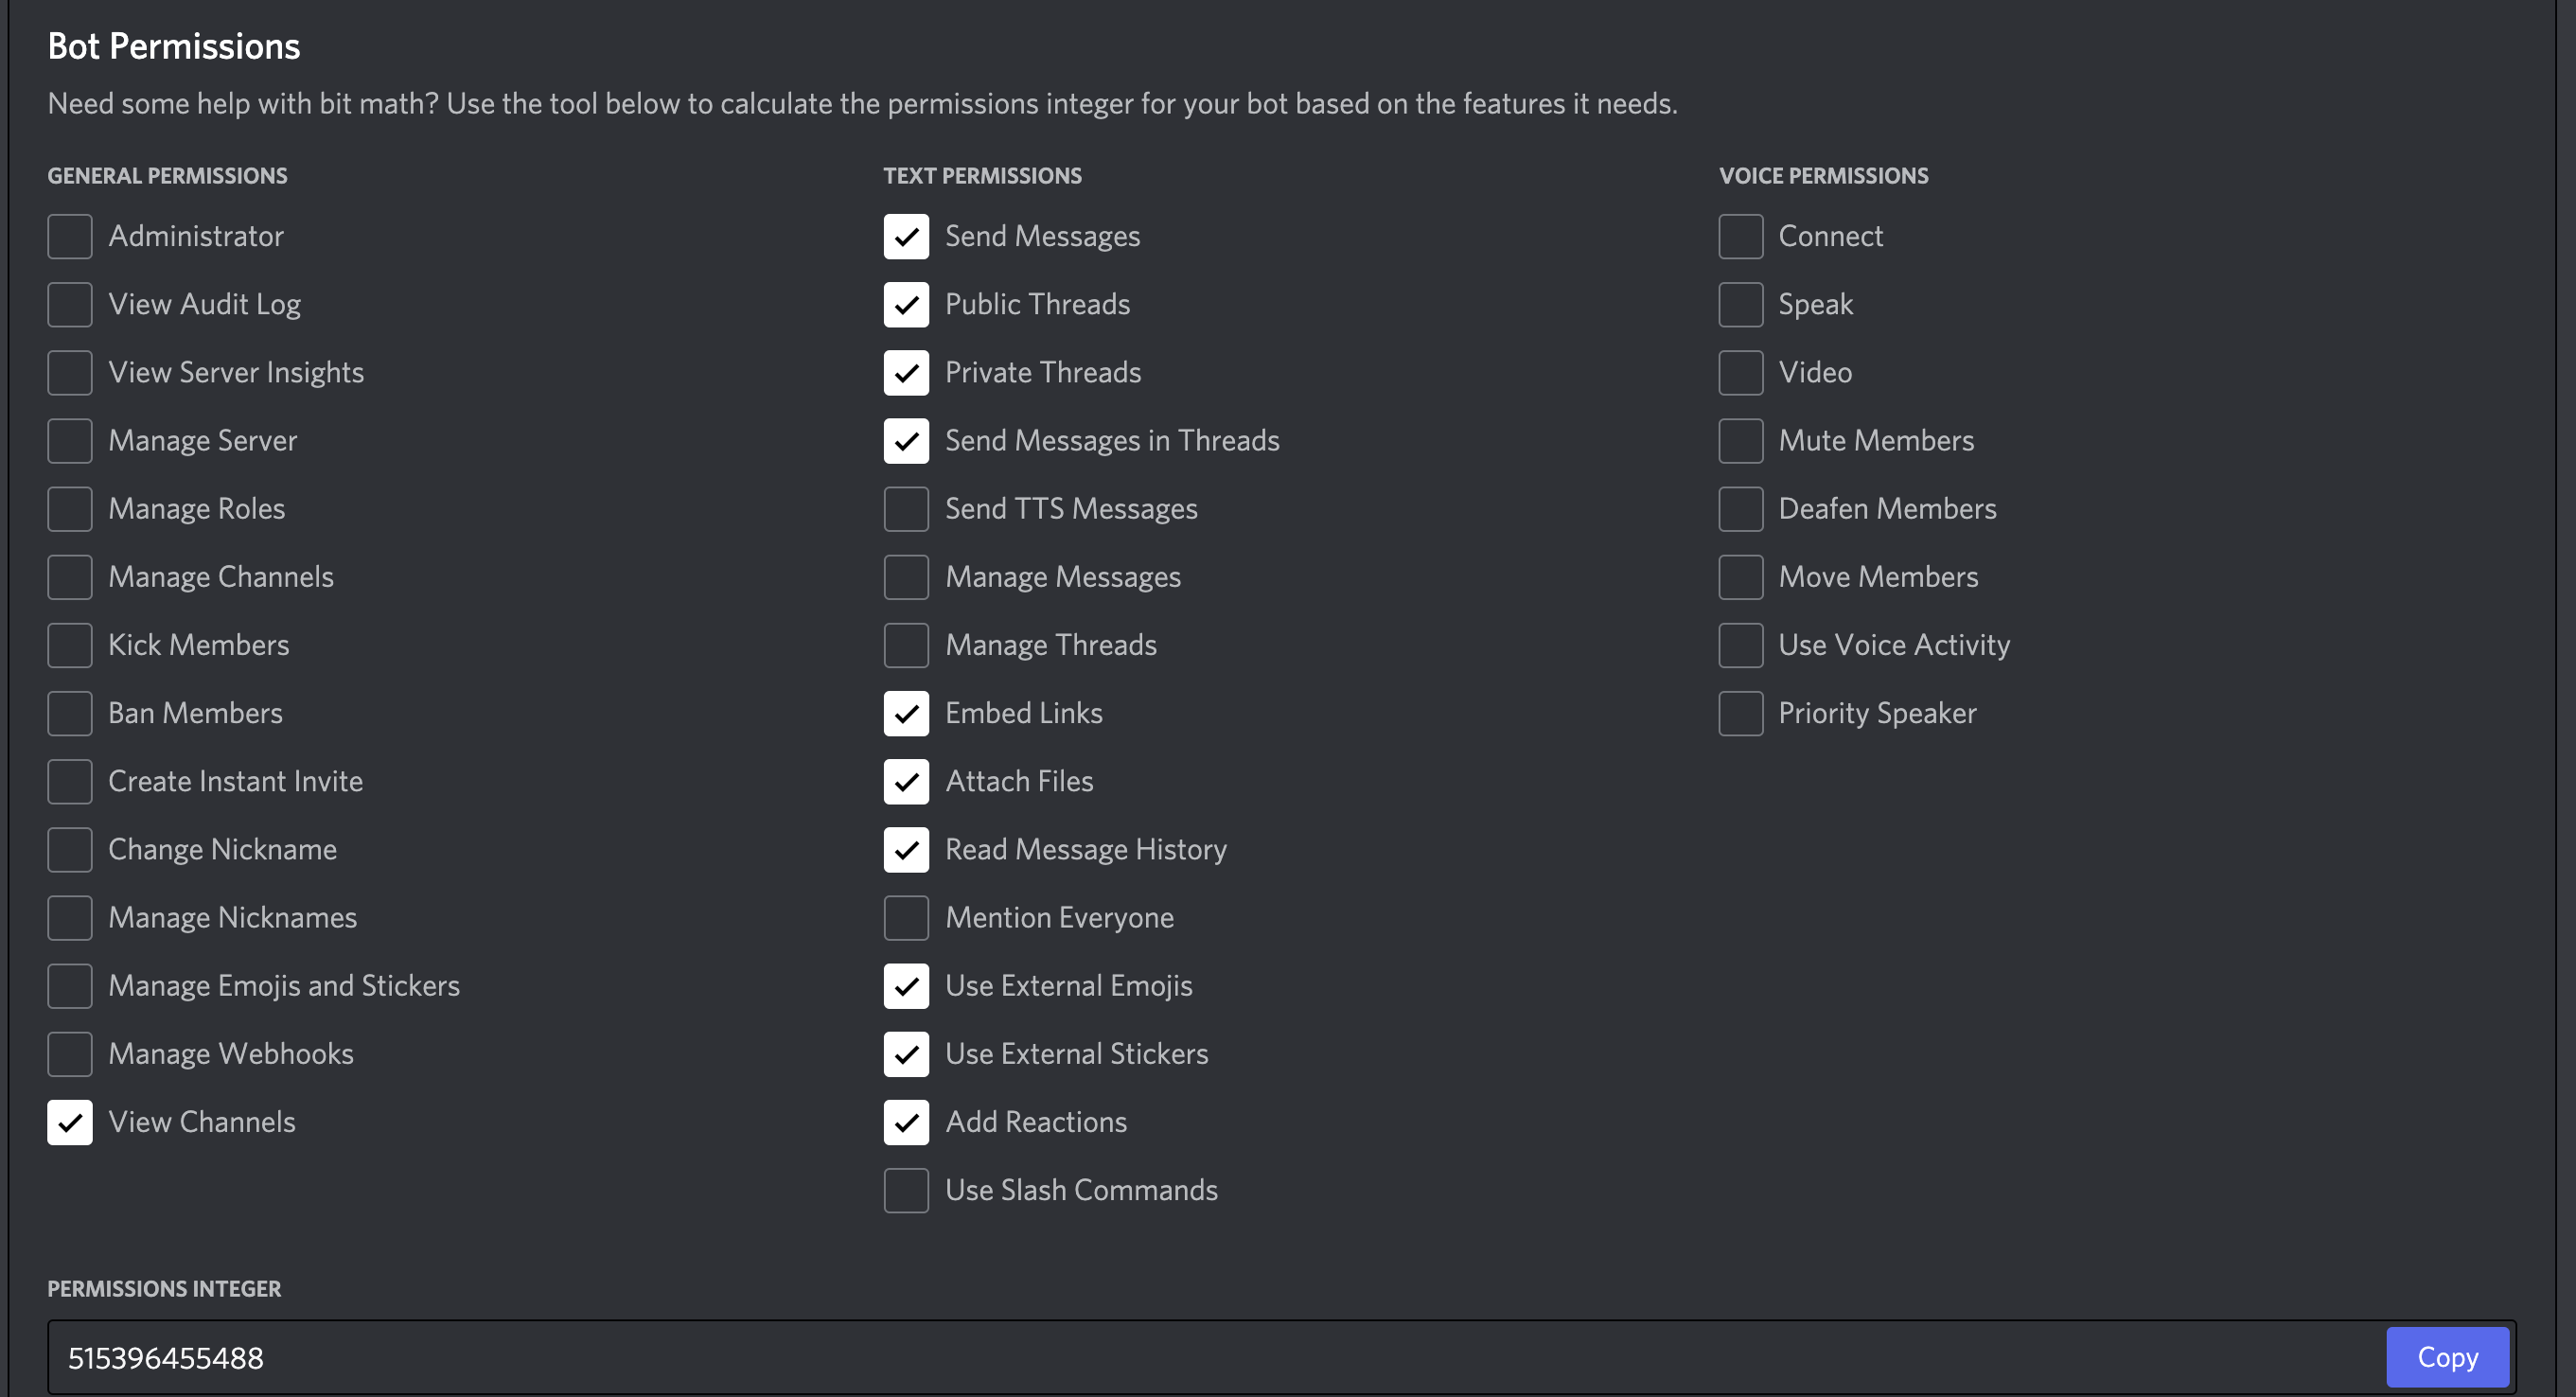 Bot Permissions
Need some help with bit math? Use the tool below to calculate the permissions integer for your bot based on the features it needs.
GENERAL PERMISSIONS
Administrator
View Audit Log
View Server Insights
Manage Server
Manage Roles
Manage Channels
Kick Members
Ban Members
Create Instant Invite
Change Nickname
Manage Nicknames
Manage Emojis and Stickers
Manage Webhooks
View Channels
TEXT PERMISSIONS
Send Messages
Public Threads
Private Threads
Send Messages in Threads
Send TTS Messages
Manage Messages
Manage Threads
Embed Links
Attach Files
Read Message History
Mention Everyone
Use External Emojis
Use External Stickers
Add Reactions
Use Slash Commands
VOICE PERMISSIONS
Connect
Speak
Video
Mute Members
Deafen Members
Move Members
Use Voice Activity
Priority Speaker
PERMISSIONS INTEGER
515396455488
Copy